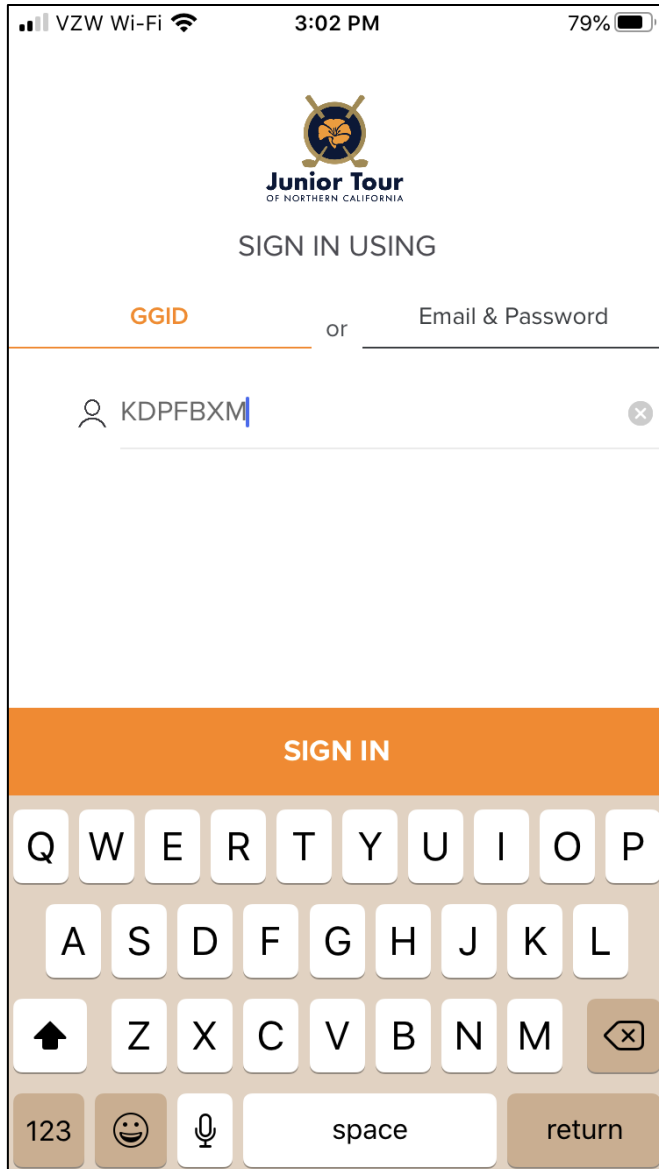 VZW Wi-Fi 3:02 PM 79%
Junior Tour
OF NORTHERN CALIFORNIA
SIGN IN USING
GGID or Email & Password
KDPFBXM
SIGN IN
Q W E R T Y U I O P
A S D F G H J K L
Z X C V B N M
123 space return